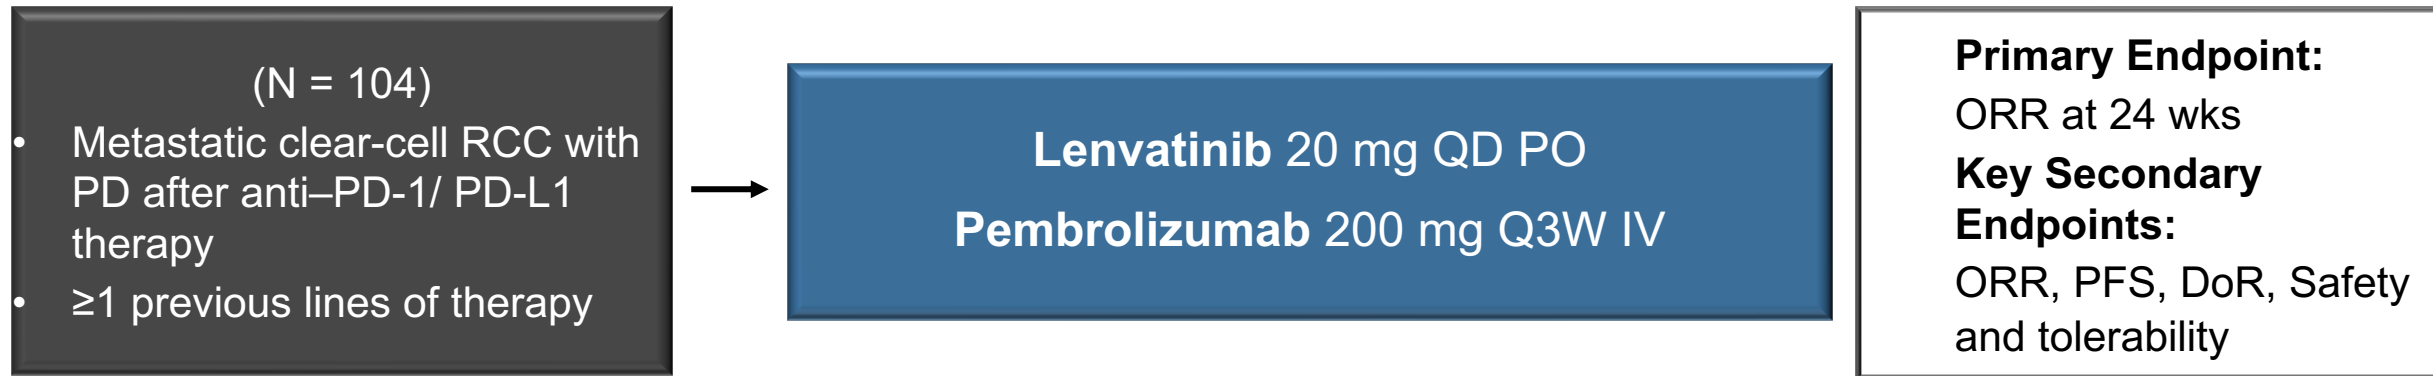 (N = 104)
• Metastatic clear-cell RCC with
PD after anti–PD-1/ PD-L1
therapy
• ≥1 previous lines of therapy
Lenvatinib 20 mg QD PO
Pembrolizumab 200 mg Q3W IV
Primary Endpoint:
ORR at 24 wks
Key Secondary
Endpoints:
ORR, PFS, DoR, Safety
and tolerability